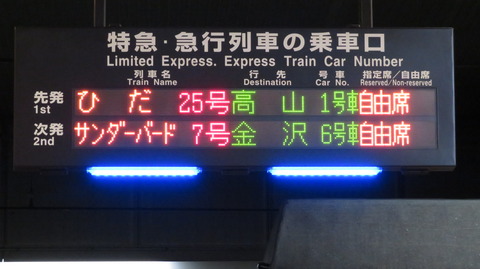 特急・急行列車の乗車口
Limited Express. Express Train Car Number
列車名 行先 号車 指定席／自由席
Train Name Destination Car No. Reserved/Non-reserved
先発 ひだ 25号 高山 1号車 自由席
1st
次発 サンダーバード 7号 金沢 6号車 自由席
2nd